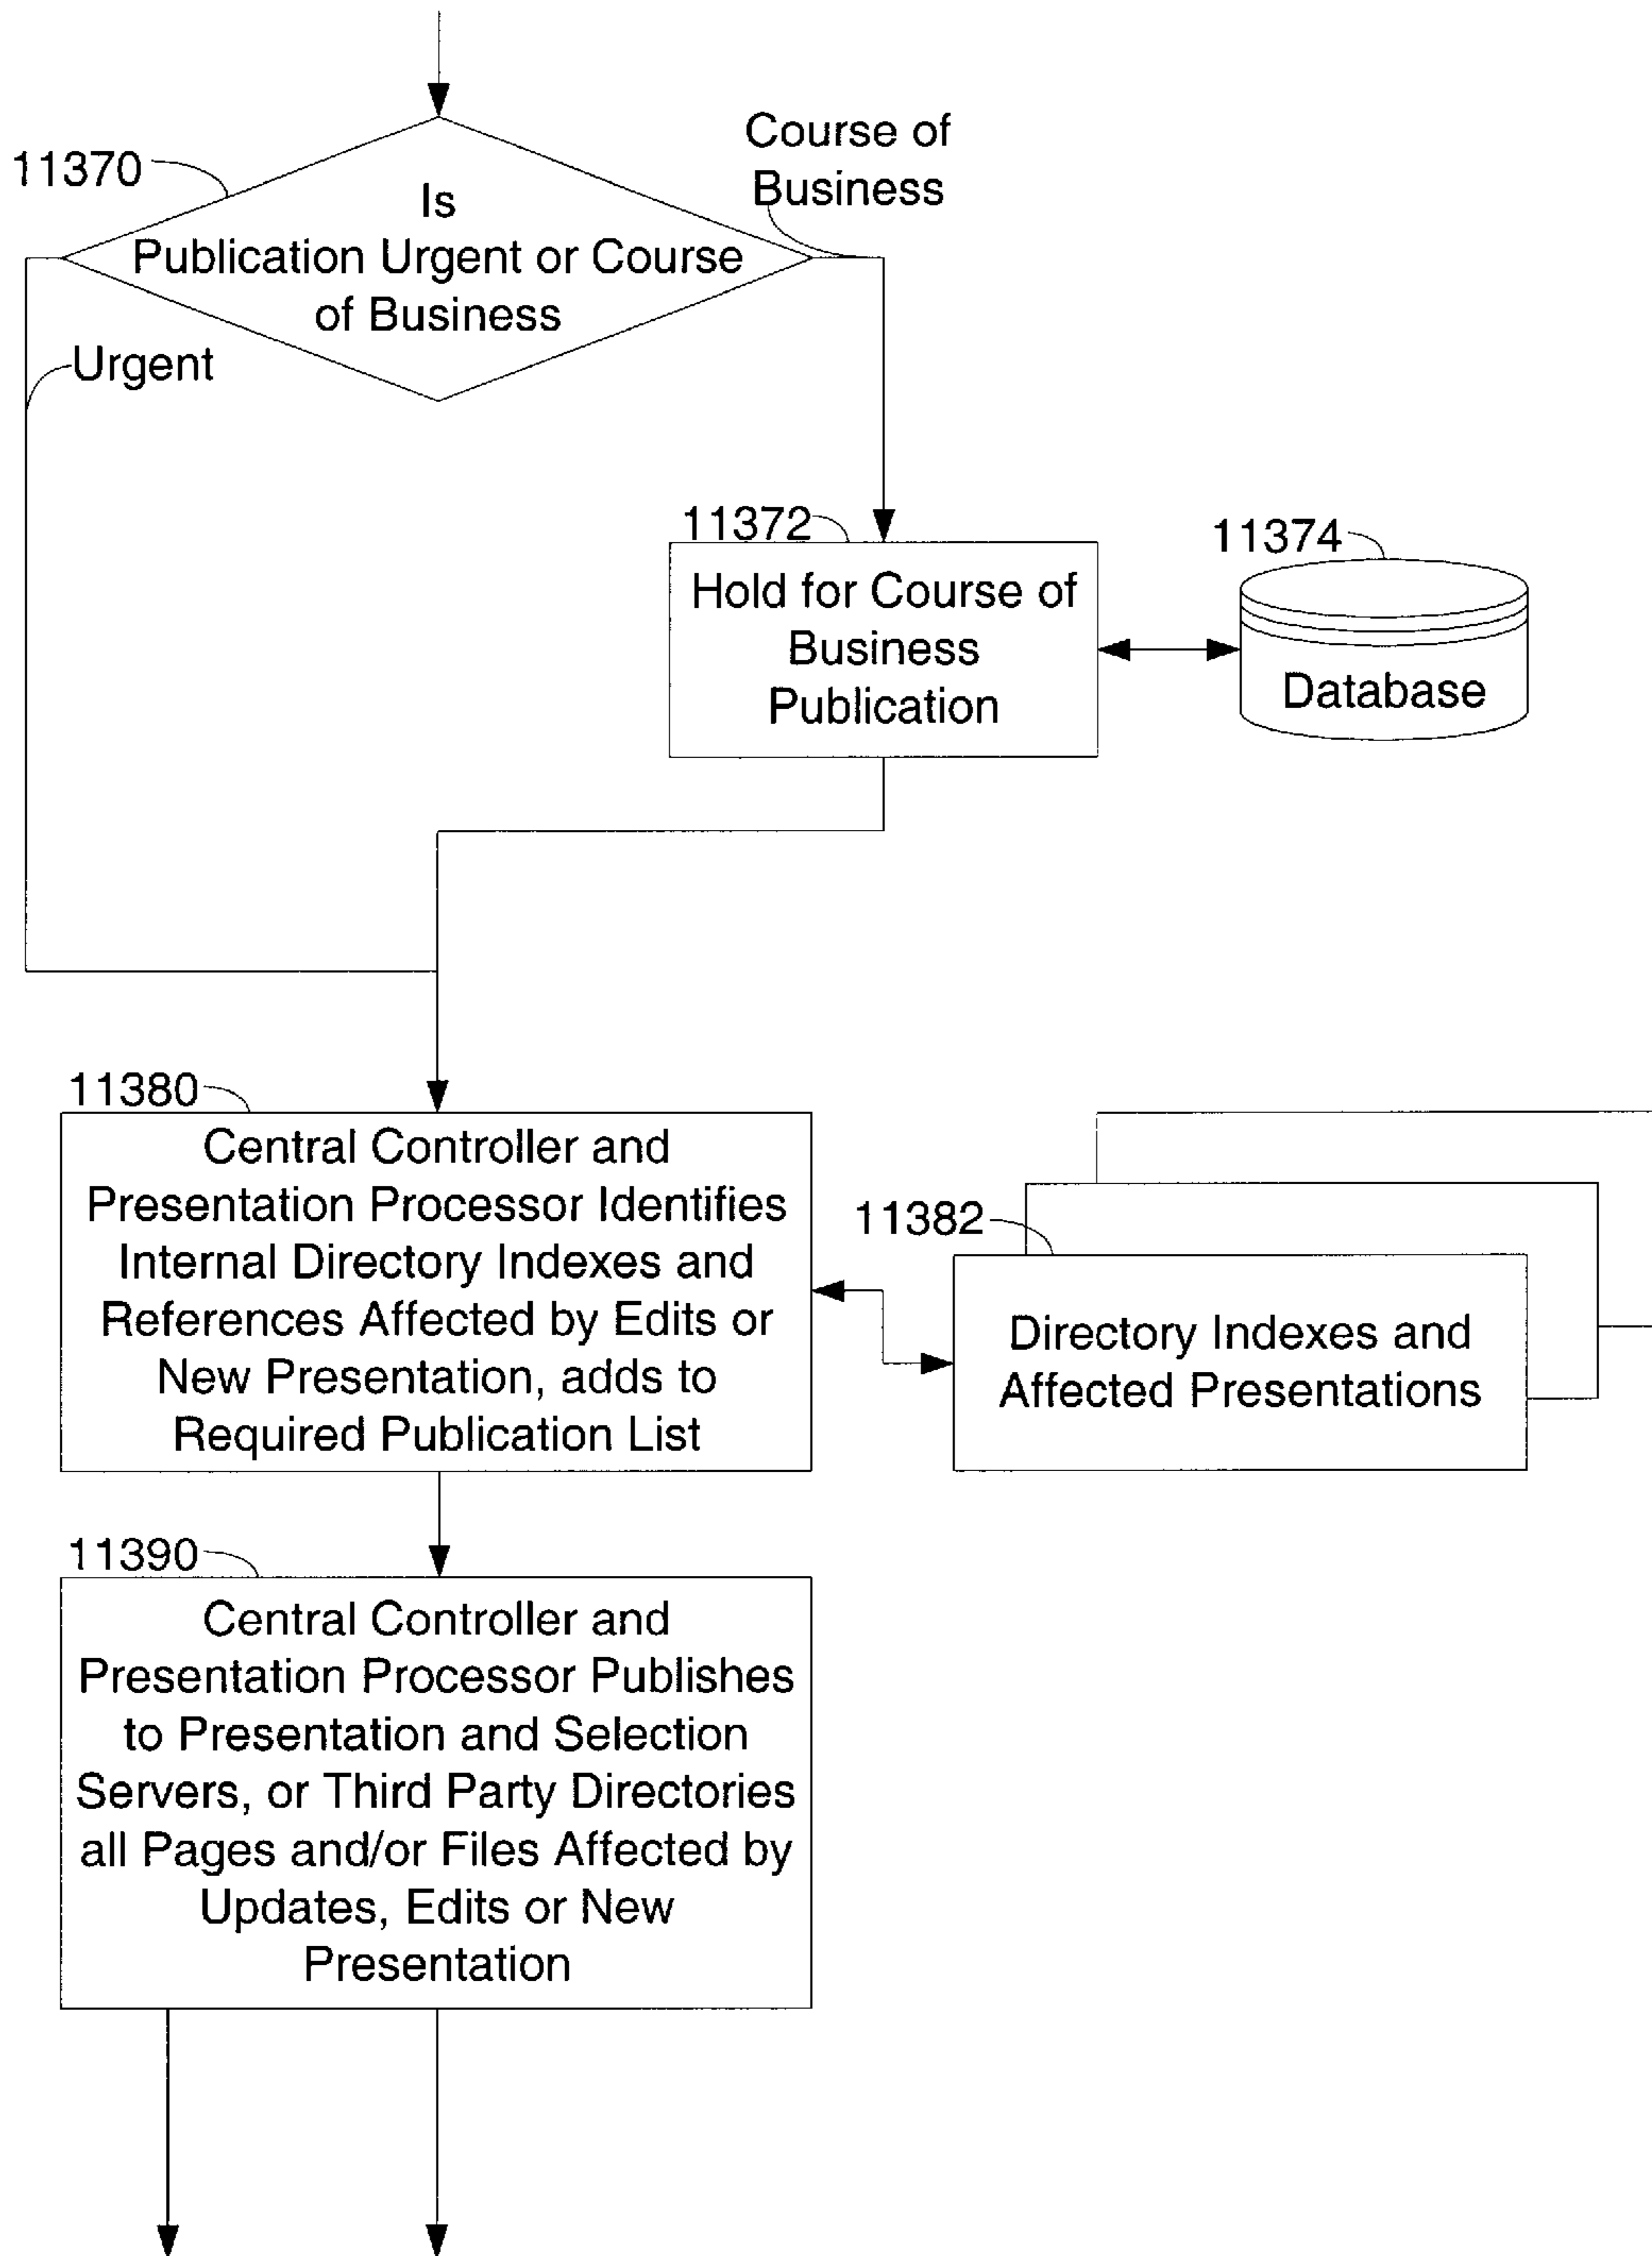 Course of
Business
11370
Is
Publication Urgent or Course
of Business
Urgent
11372
Hold for Course of
Business
Publication
11374
Database
11380
Central Controller and
Presentation Processor Identifies
Internal Directory Indexes and
References Affected by Edits or
New Presentation, adds to
Required Publication List
11382
Directory Indexes and
Affected Presentations
11390
Central Controller and
Presentation Processor Publishes
to Presentation and Selection
Servers, or Third Party Directories
all Pages and/or Files Affected by
Updates, Edits or New
Presentation